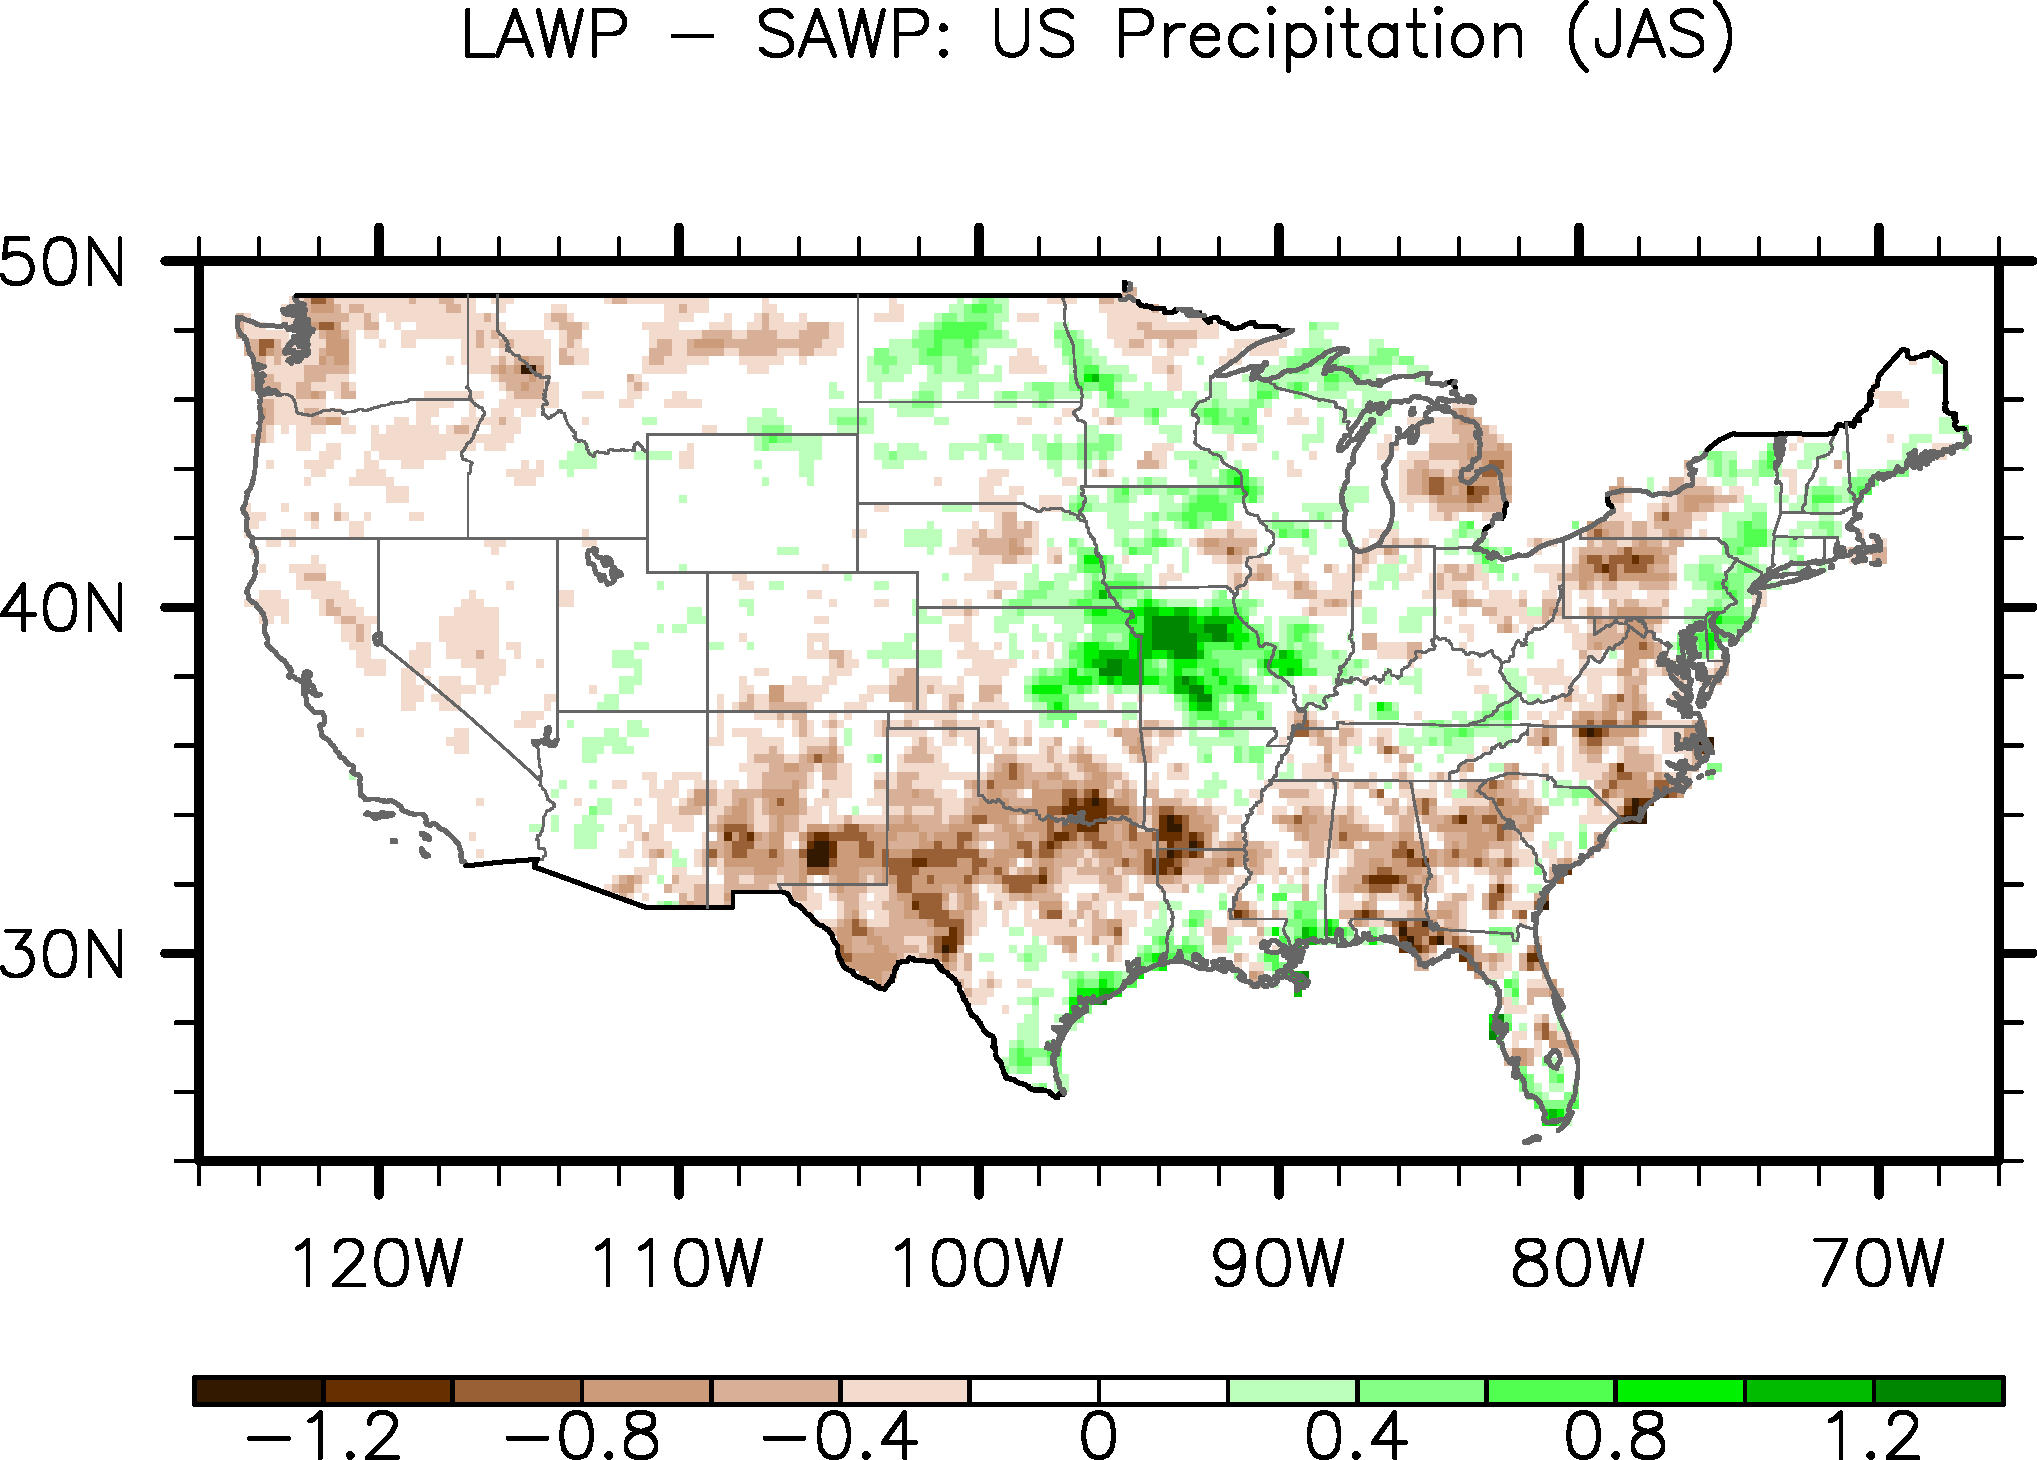 LAWP − SAWP: US Precipitation (JAS)
50N
40N
30N
120W 110W 100W 90W 80W 70W
−1.2 −0.8 −0.4 0 0.4 0.8 1.2